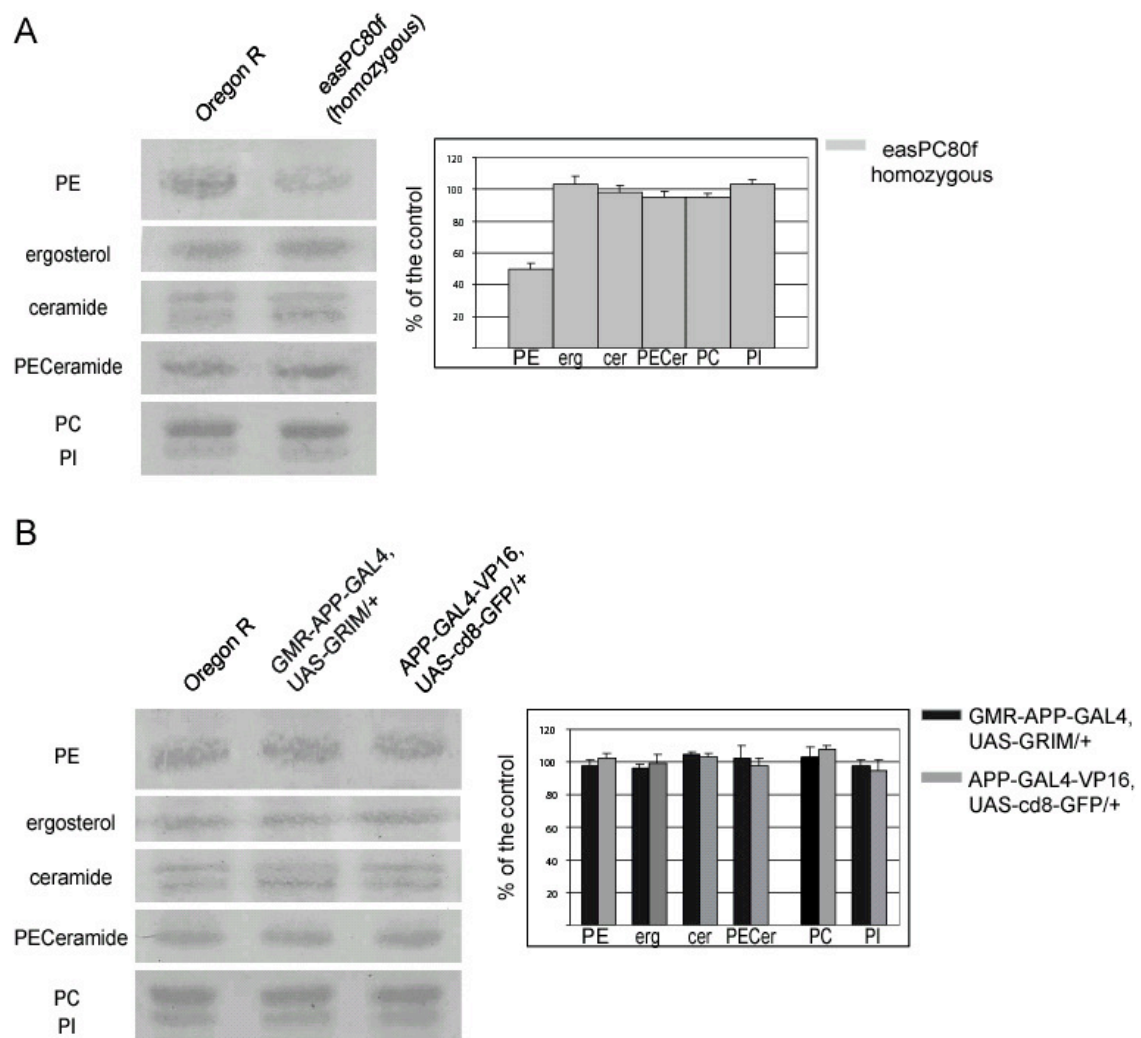 A
Oregon R
easPC80f
(homozygous)
PE
ergosterol
ceramide
PECeramide
PC
PI
% of the control
120
100
80
60
40
20
PE erg cer PECer PC PI
easPC80f
homozygous
B
Oregon R
GMR-APP-GAL4,
UAS-GRIM/+
APP-GAL4-VP16,
UAS-cd8-GFP/+
PE
ergosterol
ceramide
PECeramide
PC
PI
% of the control
120
100
80
60
40
20
PE erg cer PECer PC PI
GMR-APP-GAL4,
UAS-GRIM/+
APP-GAL4-VP16,
UAS-cd8-GFP/+